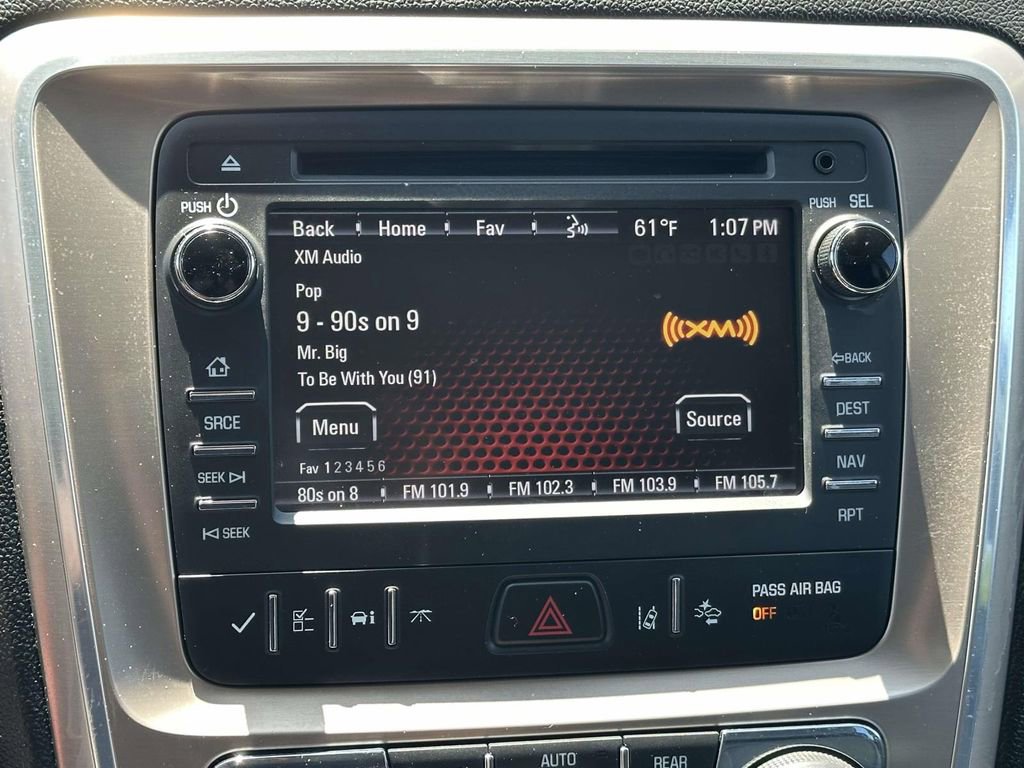 PUSH
PUSH SEL
Back Home Fav 61°F 1:07 PM
XM Audio
Pop
9 - 90s on 9
XM
Mr. Big
To Be With You (91)
Menu
Source
Fav 1 2 3 4 5 6
80s on 8 FM 101.9 FM 102.3 FM 103.9 FM 105.7
SRCE
SEEK
SEEK
BACK
DEST
NAV
RPT
PASS AIR BAG
OFF
AUTO
REAR